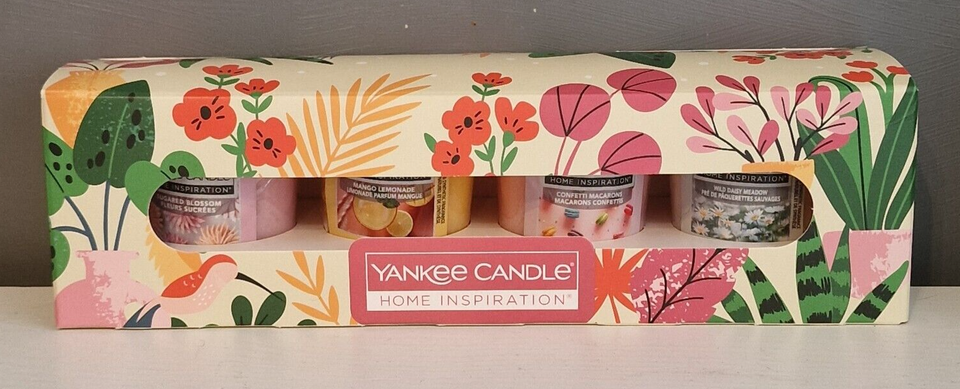 HOME INSPIRATION®
SUGARED BLOSSOM
FLEURS SUCRÉES
INSPIRATION
MANGO LEMONADE
LIMONADE PARFUM MANGUE
HOME INSPIRATION®
CONFETTI MACARONS
MACARONS CONFETTIS
HOME INSPIRATION®
WILD DAISY MEADOW
PRÉ DE PÂQUERETTES SAUVAGES
YANKEE CANDLE®
HOME INSPIRATION®